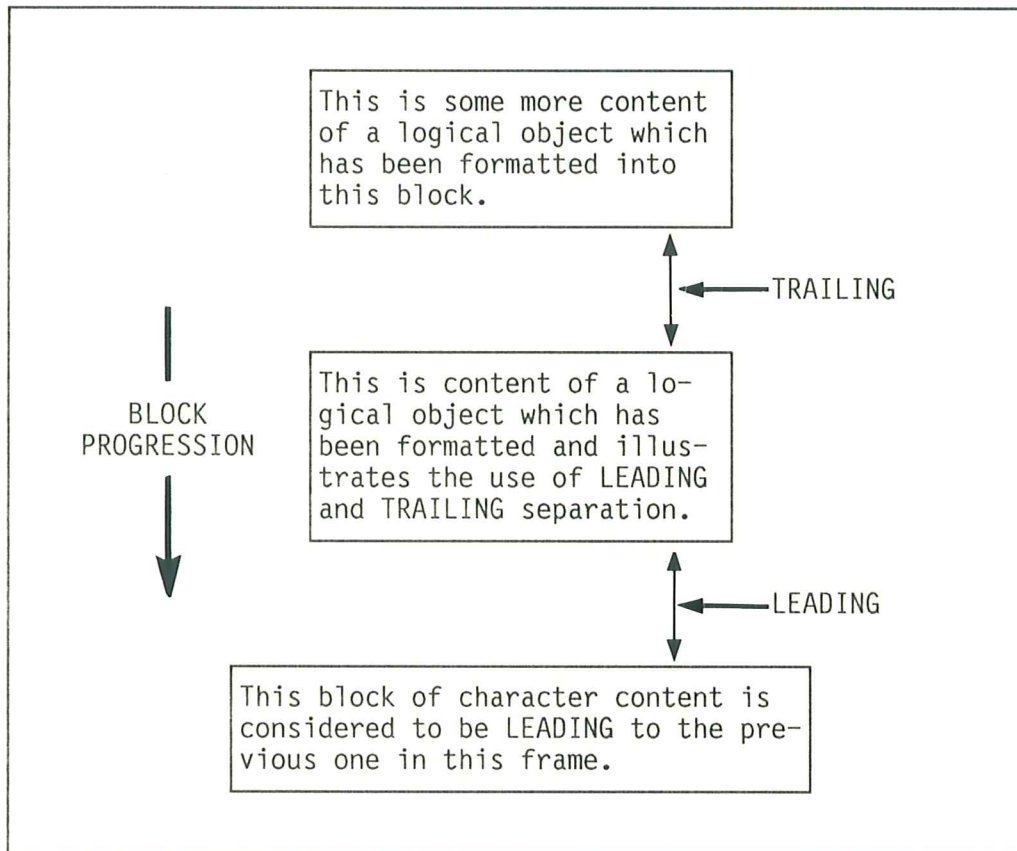 This is some more content
of a logical object which
has been formatted into
this block.
TRAILING
This is content of a lo-
gical object which has
been formatted and illus-
trates the use of LEADING
and TRAILING separation.
BLOCK
PROGRESSION
LEADING
This block of character content is
considered to be LEADING to the pre-
vious one in this frame.